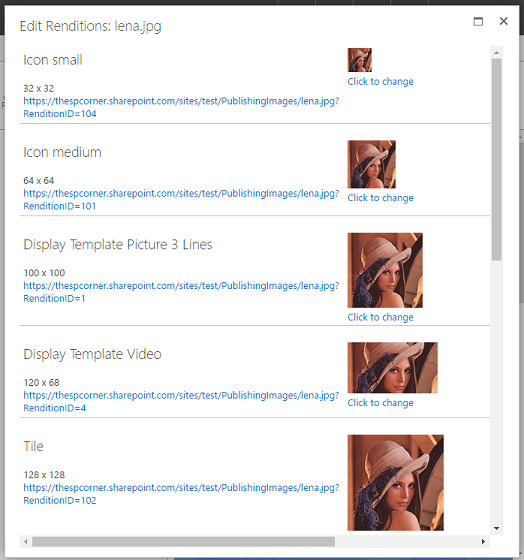 Edit Renditions: lena.jpg
Icon small
32 x 32
https://thespcorner.sharepoint.com/sites/test/PublishingImages/lena.jpg?
RenditionID=104
Click to change
Icon medium
64 x 64
https://thespcorner.sharepoint.com/sites/test/PublishingImages/lena.jpg?
RenditionID=101
Click to change
Display Template Picture 3 Lines
100 x 100
https://thespcorner.sharepoint.com/sites/test/PublishingImages/lena.jpg?
RenditionID=1
Click to change
Display Template Video
120 x 68
https://thespcorner.sharepoint.com/sites/test/PublishingImages/lena.jpg?
RenditionID=4
Click to change
Tile
128 x 128
https://thespcorner.sharepoint.com/sites/test/PublishingImages/lena.jpg?
RenditionID=102